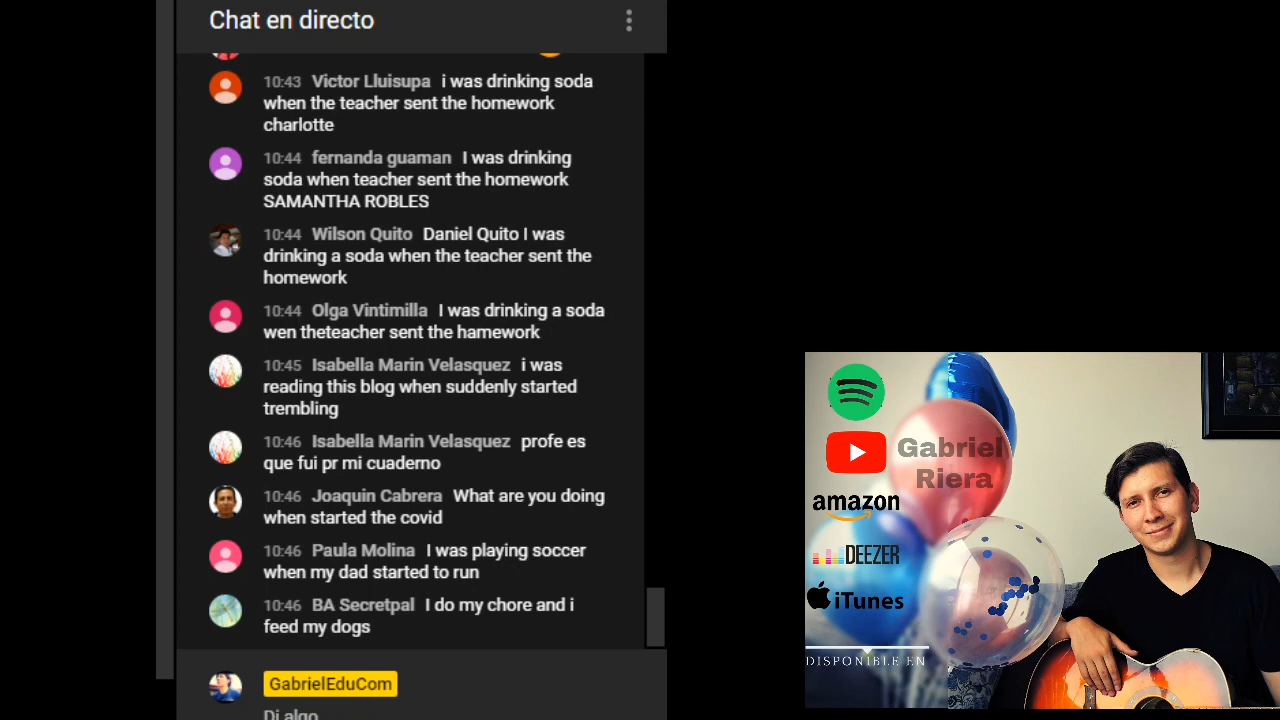 Chat en directo
10:43 Victor Lluisupa i was drinking soda
when the teacher sent the homework
charlotte
10:44 fernanda guaman I was drinking
soda when teacher sent the homework
SAMANTHA ROBLES
10:44 Wilson Quito Daniel Quito I was
drinking a soda when the teacher sent the
homework
10:44 Olga Vintimilla I was drinking a soda
wen theteacher sent the hamework
10:45 Isabella Marin Velasquez i was
reading this blog when suddenly started
trembling
10:46 Isabella Marin Velasquez profe es
que fui pr mi cuaderno
10:46 Joaquin Cabrera What are you doing
when started the covid
10:46 Paula Molina I was playing soccer
when my dad started to run
10:46 BA Secretpal I do my chore and i
feed my dogs
GabrielEduCom
Di algo
Gabriel
Riera
amazon
DEEZER
iTunes
DISPONIBLE EN